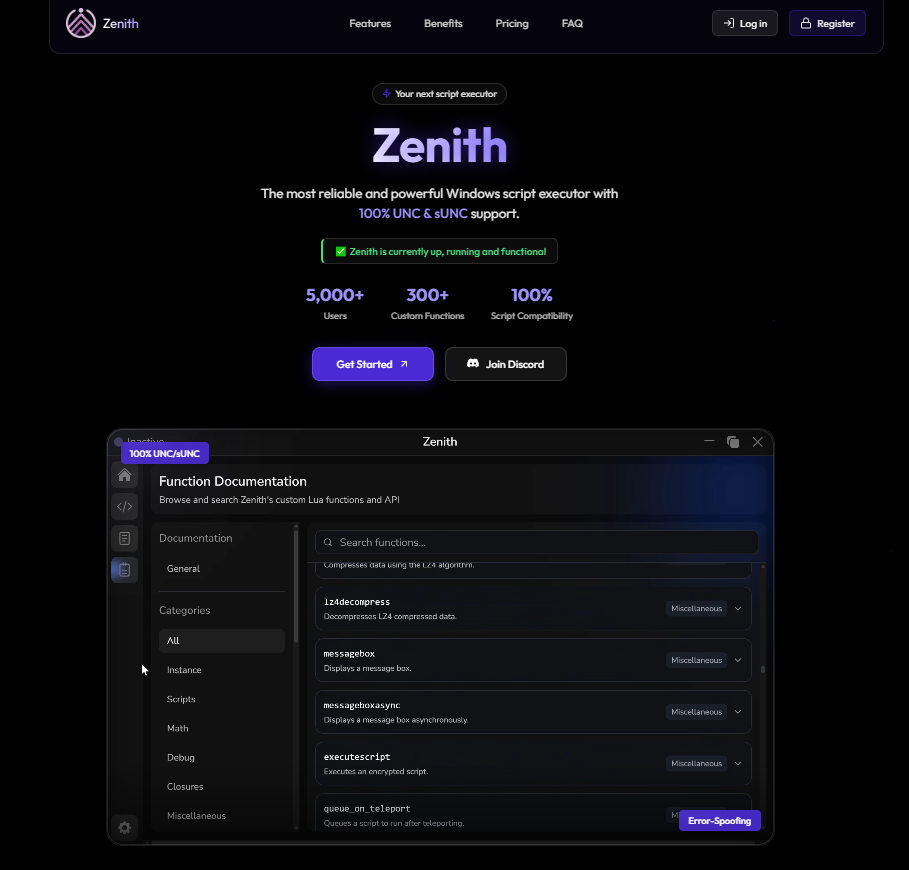 Zenith
Features
Benefits
Pricing
FAQ
Log in
Register
Your next script executor
Zenith
The most reliable and powerful Windows script executor with
100% UNC & sUNC support.
✅ Zenith is currently up, running and functional
5,000+
Users
300+
Custom Functions
100%
Script Compatibility
Get Started
Join Discord
Inactive
Zenith
100% UNC/sUNC
Function Documentation
Browse and search Zenith's custom Lua functions and API
Documentation
General
Categories
All
Instance
Scripts
Math
Debug
Closures
Miscellaneous
Search functions...
Compresses data using the LZ4 algorithm.
lz4decompress
Decompresses LZ4 compressed data.
Miscellaneous
messagebox
Displays a message box.
Miscellaneous
messageboxasync
Displays a message box asynchronously.
Miscellaneous
executescript
Executes an encrypted script.
Miscellaneous
queue_on_teleport
Queues a script to run after teleporting.
Error-Spoofing